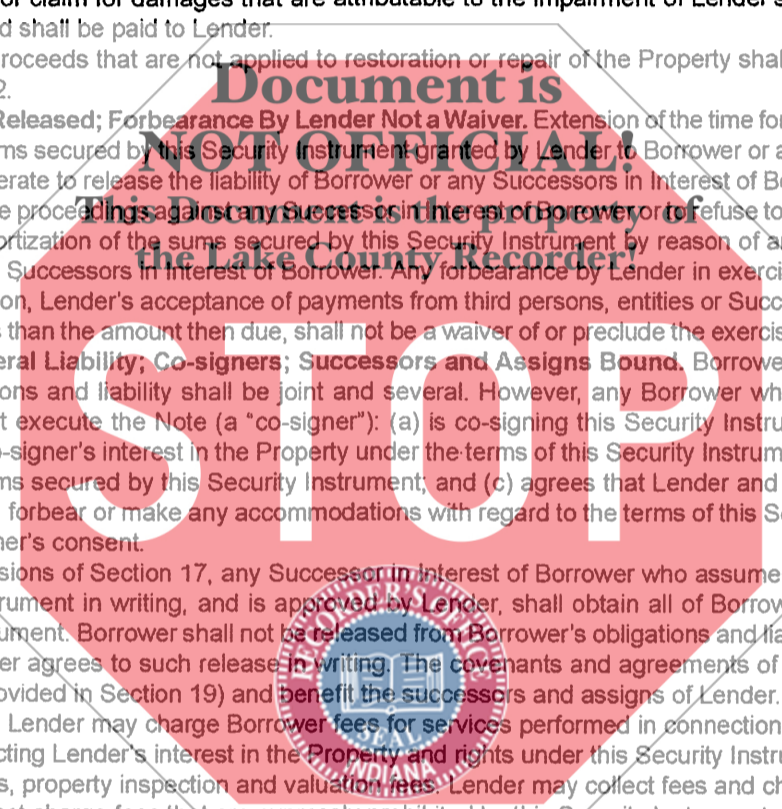 or claim for damages that are attributable to the impairment of Lender's
d shall be paid to Lender.
roceeds that are not applied to restoration or repair of the Property shal
2.
Document is
Released; Forbearance By Lender Not a Waiver. Extension of the time for
NOT OFFICIAL!
ms secured by this Security Instrument granted by Lender to Borrower or a
erate to release the liability of Borrower or any Successors in Interest of Bo
This Document is the property of
e proceedings against any Successor in Interest of Borrower or to refuse to
ortization of the sums secured by this Security Instrument by reason of a
the Lake County Recorder!
Successors in Interest of Borrower. Any forbearance by Lender in exerci
on, Lender's acceptance of payments from third persons, entities or Succ
than the amount then due, shall not be a waiver of or preclude the exercis
eral Liability; Co-signers; Successors and Assigns Bound. Borrowe
ons and liability shall be joint and several. However, any Borrower wh
STOP
t execute the Note (a "co-signer"): (a) is co-signing this Security Instru
-signer's interest in the Property under the terms of this Security Instrum
ms secured by this Security Instrument; and (c) agrees that Lender and
forbear or make any accommodations with regard to the terms of this S
ner's consent.
sions of Section 17, any Successor in Interest of Borrower who assume
rument in writing, and is approved by Lender, shall obtain all of Borrow
ument. Borrower shall not be released from Borrower's obligations and lia
RECORDER'S OFFICE
er agrees to such release in writing. The covenants and agreements of
ovided in Section 19) and benefit the successors and assigns of Lender.
Lender may charge Borrower fees for services performed in connection
SEAL
cting Lender's interest in the Property and rights under this Security Instr
INDIANA
s, property inspection and valuation fees. Lender may collect fees and ch